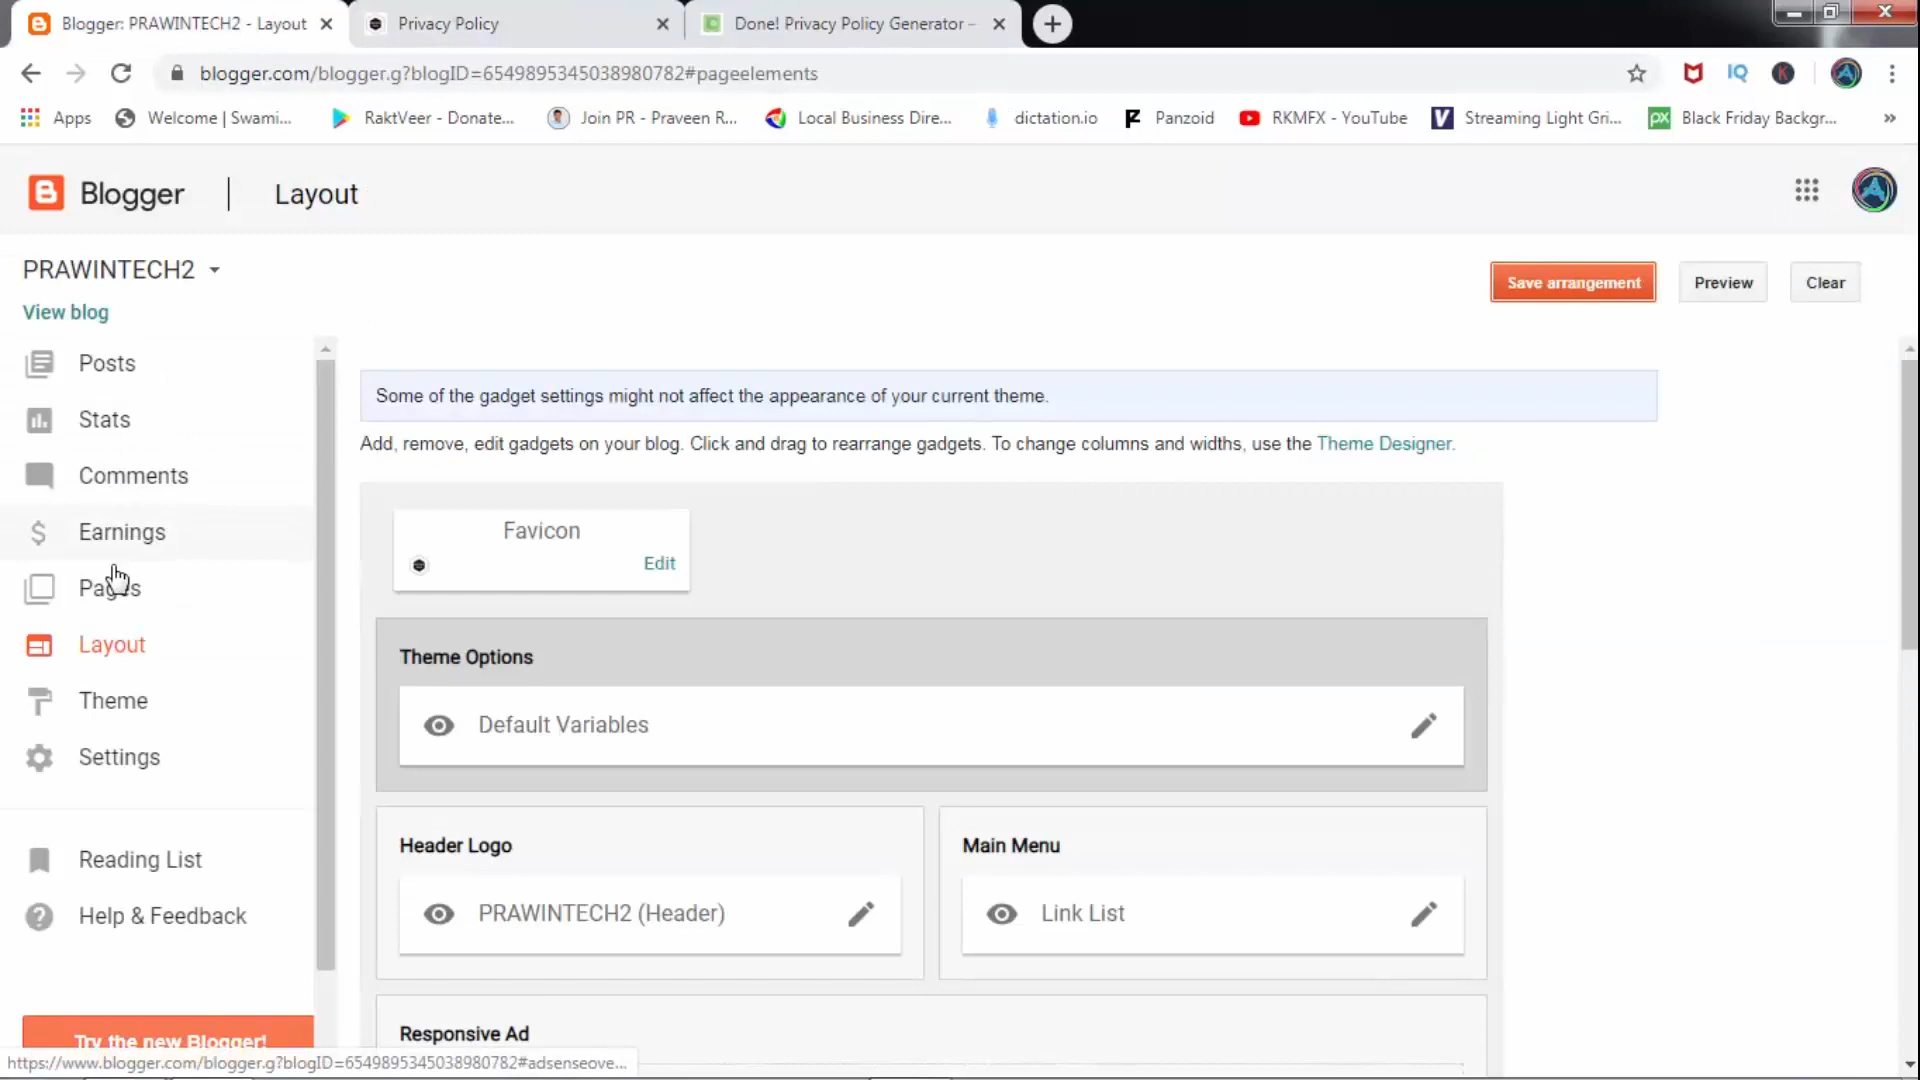 Blogger: PRAWINTECH2 - Layout
Privacy Policy
Done! Privacy Policy Generator –
blogger.com/blogger.g?blogID=6549895345038980782#pageelements
Apps
Welcome | Swami...
RaktVeer - Donate...
Join PR - Praveen R...
Local Business Dire...
dictation.io
Panzoid
RKMFX - YouTube
Streaming Light Gri...
Black Friday Backgr...
»
Blogger
Layout
PRAWINTECH2
Save arrangement
Preview
Clear
View blog
Posts
Stats
Comments
Earnings
Pages
Layout
Theme
Settings
Reading List
Help & Feedback
Try the new Blogger!
Some of the gadget settings might not affect the appearance of your current theme.
Add, remove, edit gadgets on your blog. Click and drag to rearrange gadgets. To change columns and widths, use the Theme Designer.
Favicon
Edit
Theme Options
Default Variables
Header Logo
PRAWINTECH2 (Header)
Main Menu
Link List
Responsive Ad
https://www.blogger.com/blogger.g?blogID=6549895345038980782#adsenseove...